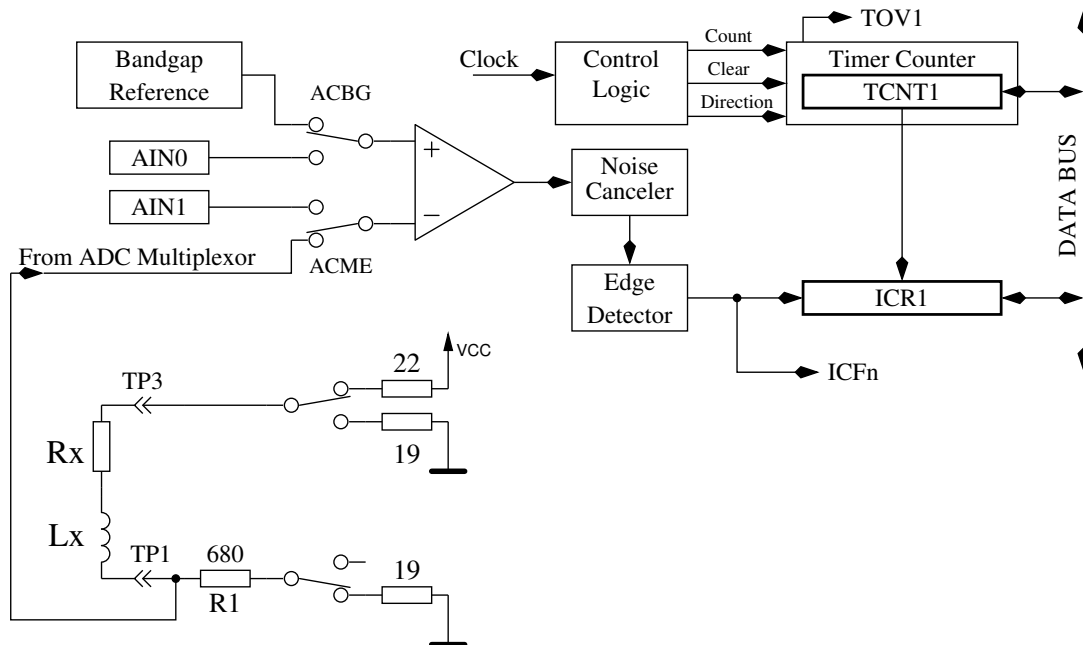 TOV1
Bandgap
Reference
ACBG
Clock
Control
Logic
Count
Clear
Direction
Timer Counter
TCNT1
AIN0
AIN1
+
−
Noise
Canceler
DATA BUS
From ADC Multiplexor
ACME
Edge
Detector
ICR1
ICFn
VCC
22
TP3
19
Rx
Lx
TP1
680
R1
19